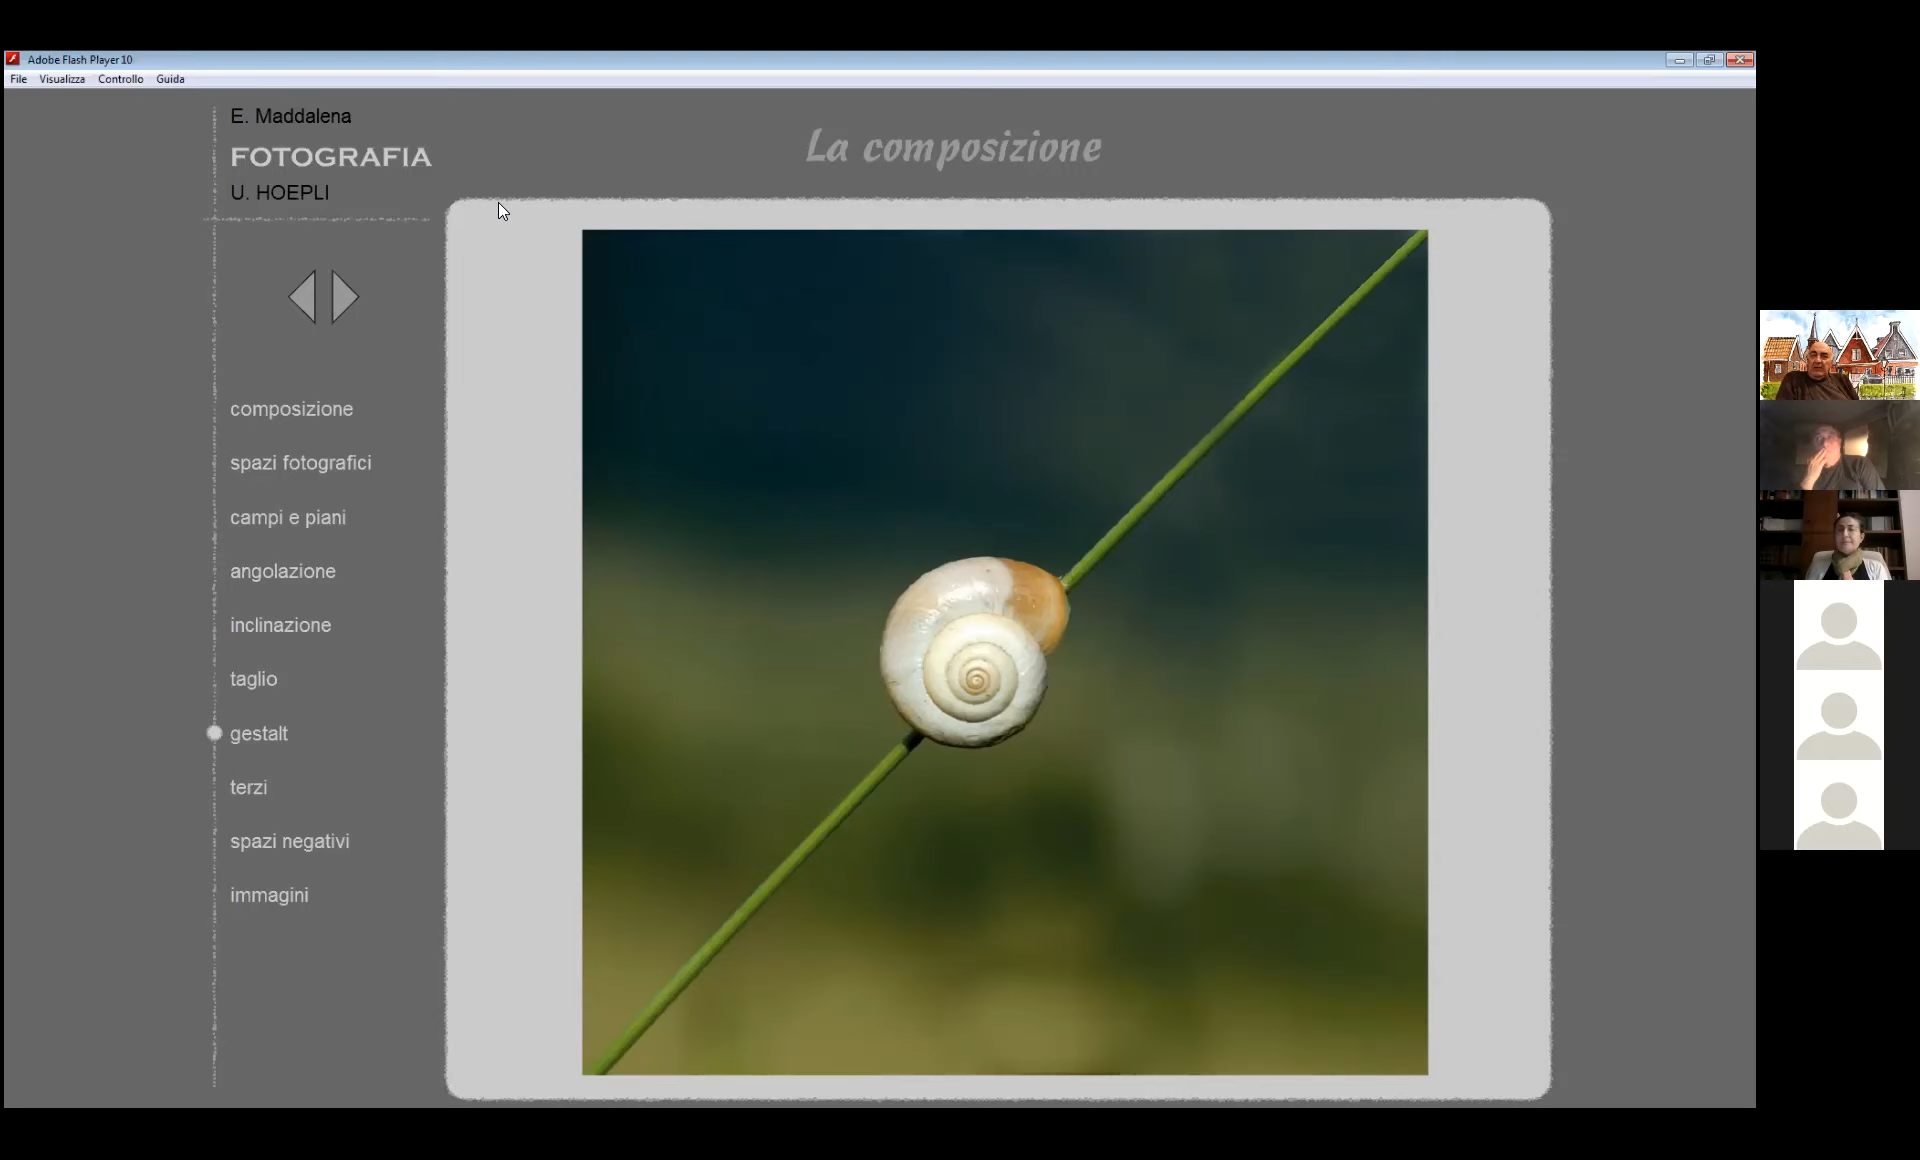 Adobe Flash Player 10
File Visualizza Controllo Guida
E. Maddalena
FOTOGRAFIA
U. HOEPLI
La composizione
composizione
spazi fotografici
campi e piani
angolazione
inclinazione
taglio
gestalt
terzi
spazi negativi
immagini